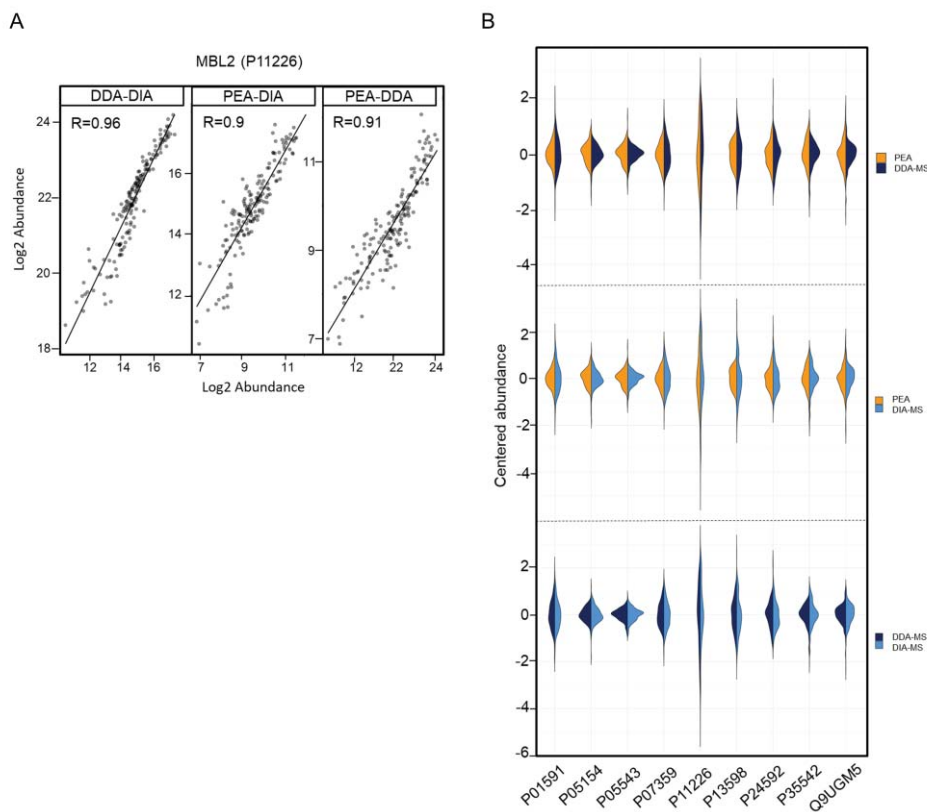 A
MBL2 (P11226)
DDA-DIA
PEA-DIA
PEA-DDA
R=0.96
R=0.9
R=0.91
Log2 Abundance
24
22
20
18
12
14
16
16
14
12
7
9
11
11
9
7
12
22
24
Log2 Abundance
B
Centered abundance
2
0
-2
-4
PEA
DDA-MS
2
0
-2
-4
PEA
DIA-MS
2
0
-2
-4
-6
DDA-MS
DIA-MS
P01591
P05154
P05543
P07359
P11226
P13598
P24592
P35542
Q9UGM5